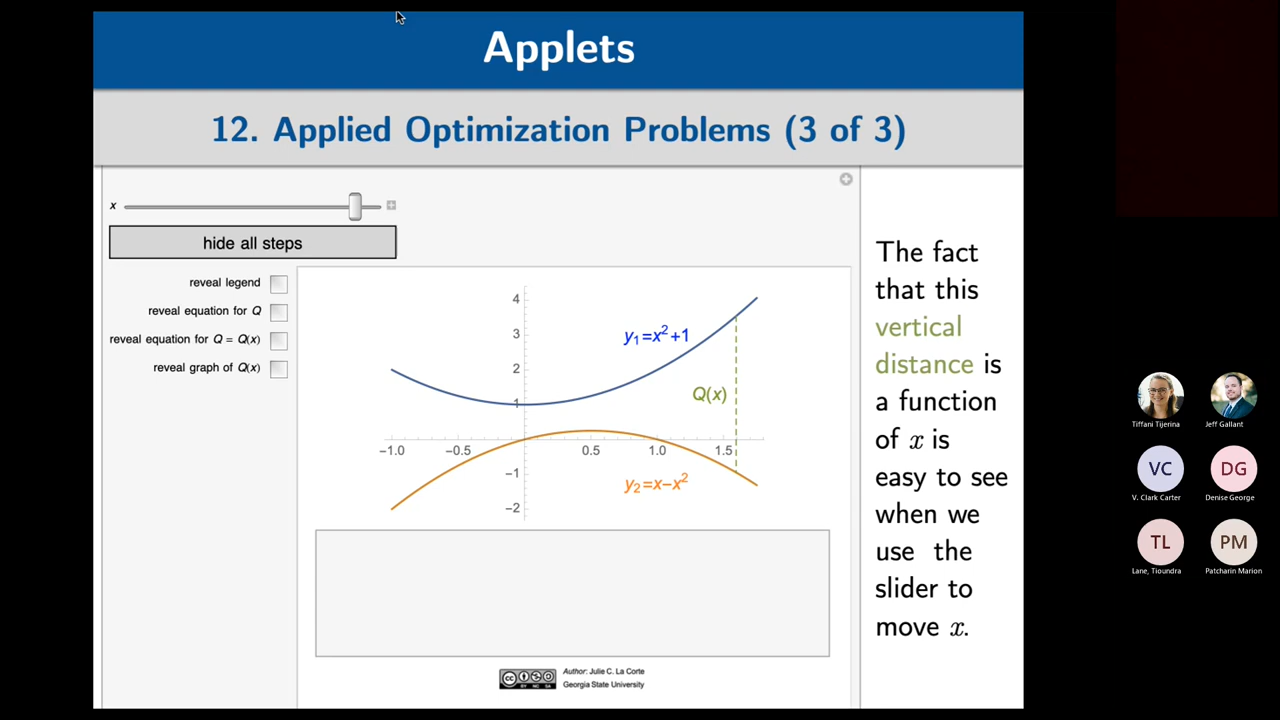 Applets
12. Applied Optimization Problems (3 of 3)
x
hide all steps
reveal legend
reveal equation for Q
reveal equation for Q = Q(x)
reveal graph of Q(x)
4
3
2
1
-1
-2
-1.0 -0.5 0.5 1.0 1.5
y₁=x²+1
Q(x)
y₂=x−x²
Author: Julie C. La Corte
Georgia State University
The fact
that this
vertical
distance is
a function
of x is
easy to see
when we
use the
slider to
move x.
Tiffani Tijerina
Jeff Gallant
VC
V. Clark Carter
DG
Denise George
TL
Lane, Tioundra
PM
Patcharin Marion